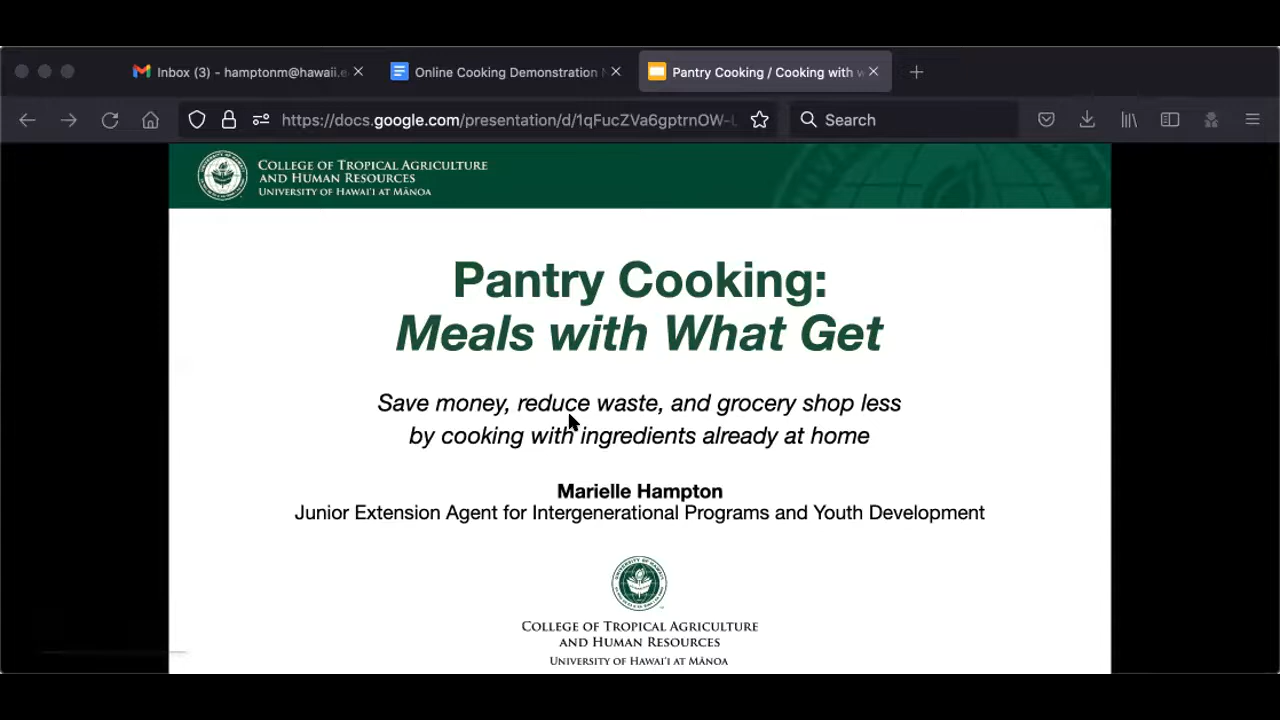 Inbox (3) - hamptonm@hawaii.e
Online Cooking Demonstration
Pantry Cooking / Cooking with
https://docs.google.com/presentation/d/1qFucZVa6gptrnOW-
Search
COLLEGE OF TROPICAL AGRICULTURE
AND HUMAN RESOURCES
UNIVERSITY OF HAWAI‘I AT MĀNOA
Pantry Cooking:
Meals with What Get
Save money, reduce waste, and grocery shop less
by cooking with ingredients already at home
Marielle Hampton
Junior Extension Agent for Intergenerational Programs and Youth Development
COLLEGE OF TROPICAL AGRICULTURE
AND HUMAN RESOURCES
UNIVERSITY OF HAWAI‘I AT MĀNOA